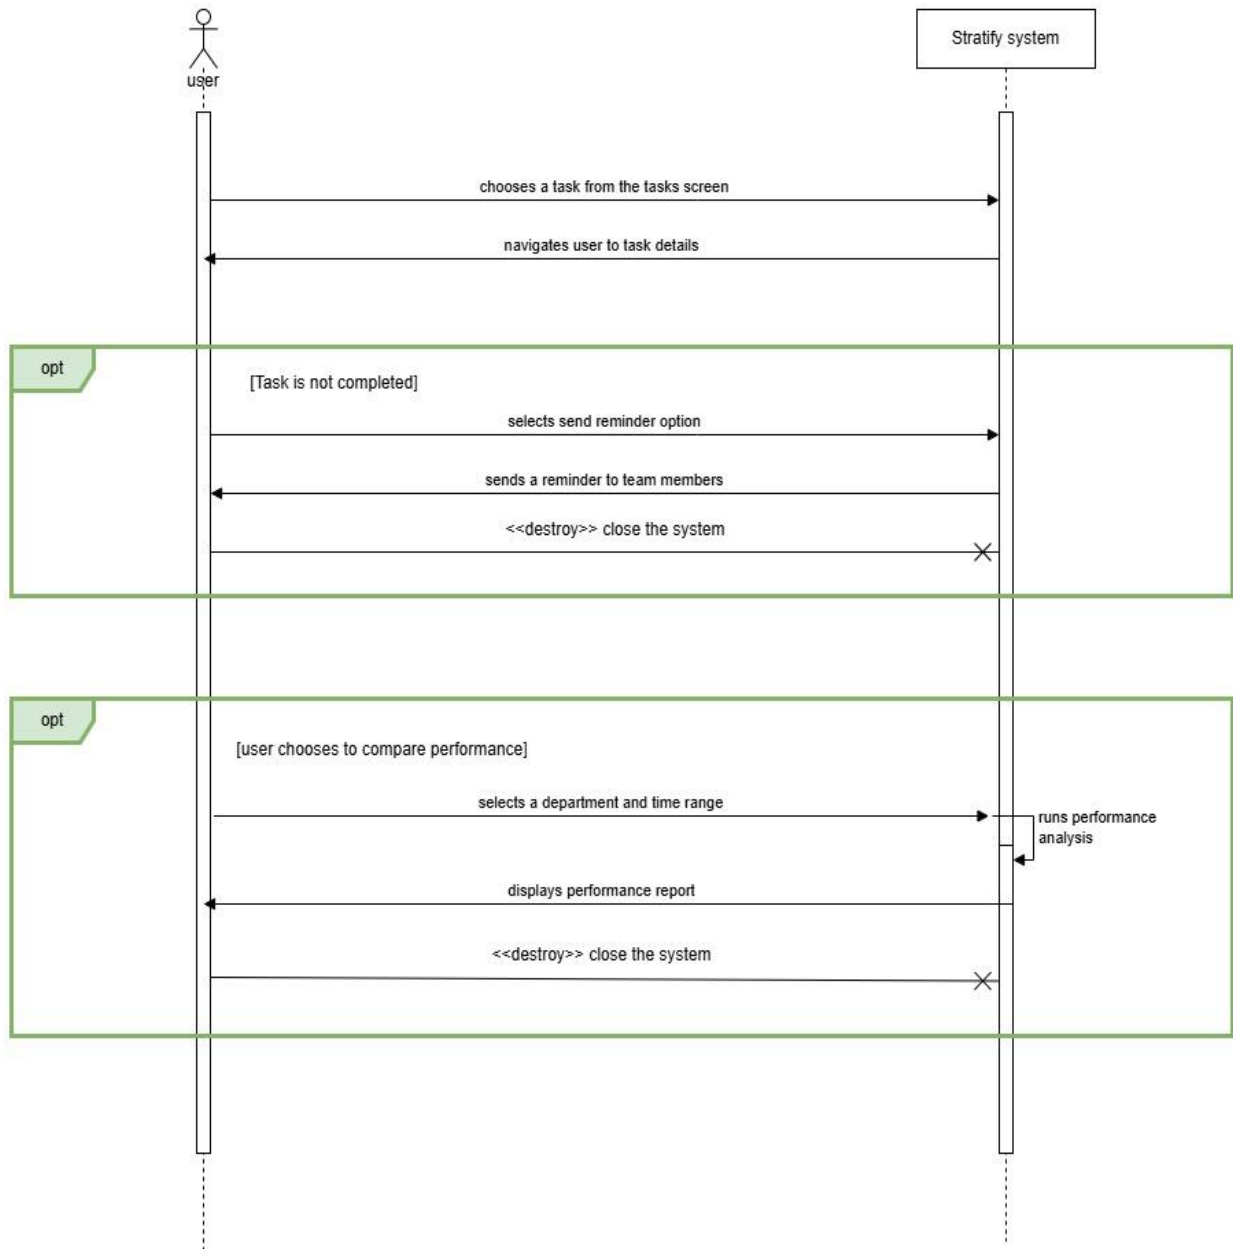 user
Stratify system
chooses a task from the tasks screen
navigates user to task details
opt
[Task is not completed]
selects send reminder option
sends a reminder to team members
<<destroy>> close the system
opt
[user chooses to compare performance]
selects a department and time range
runs performance
analysis
displays performance report
<<destroy>> close the system